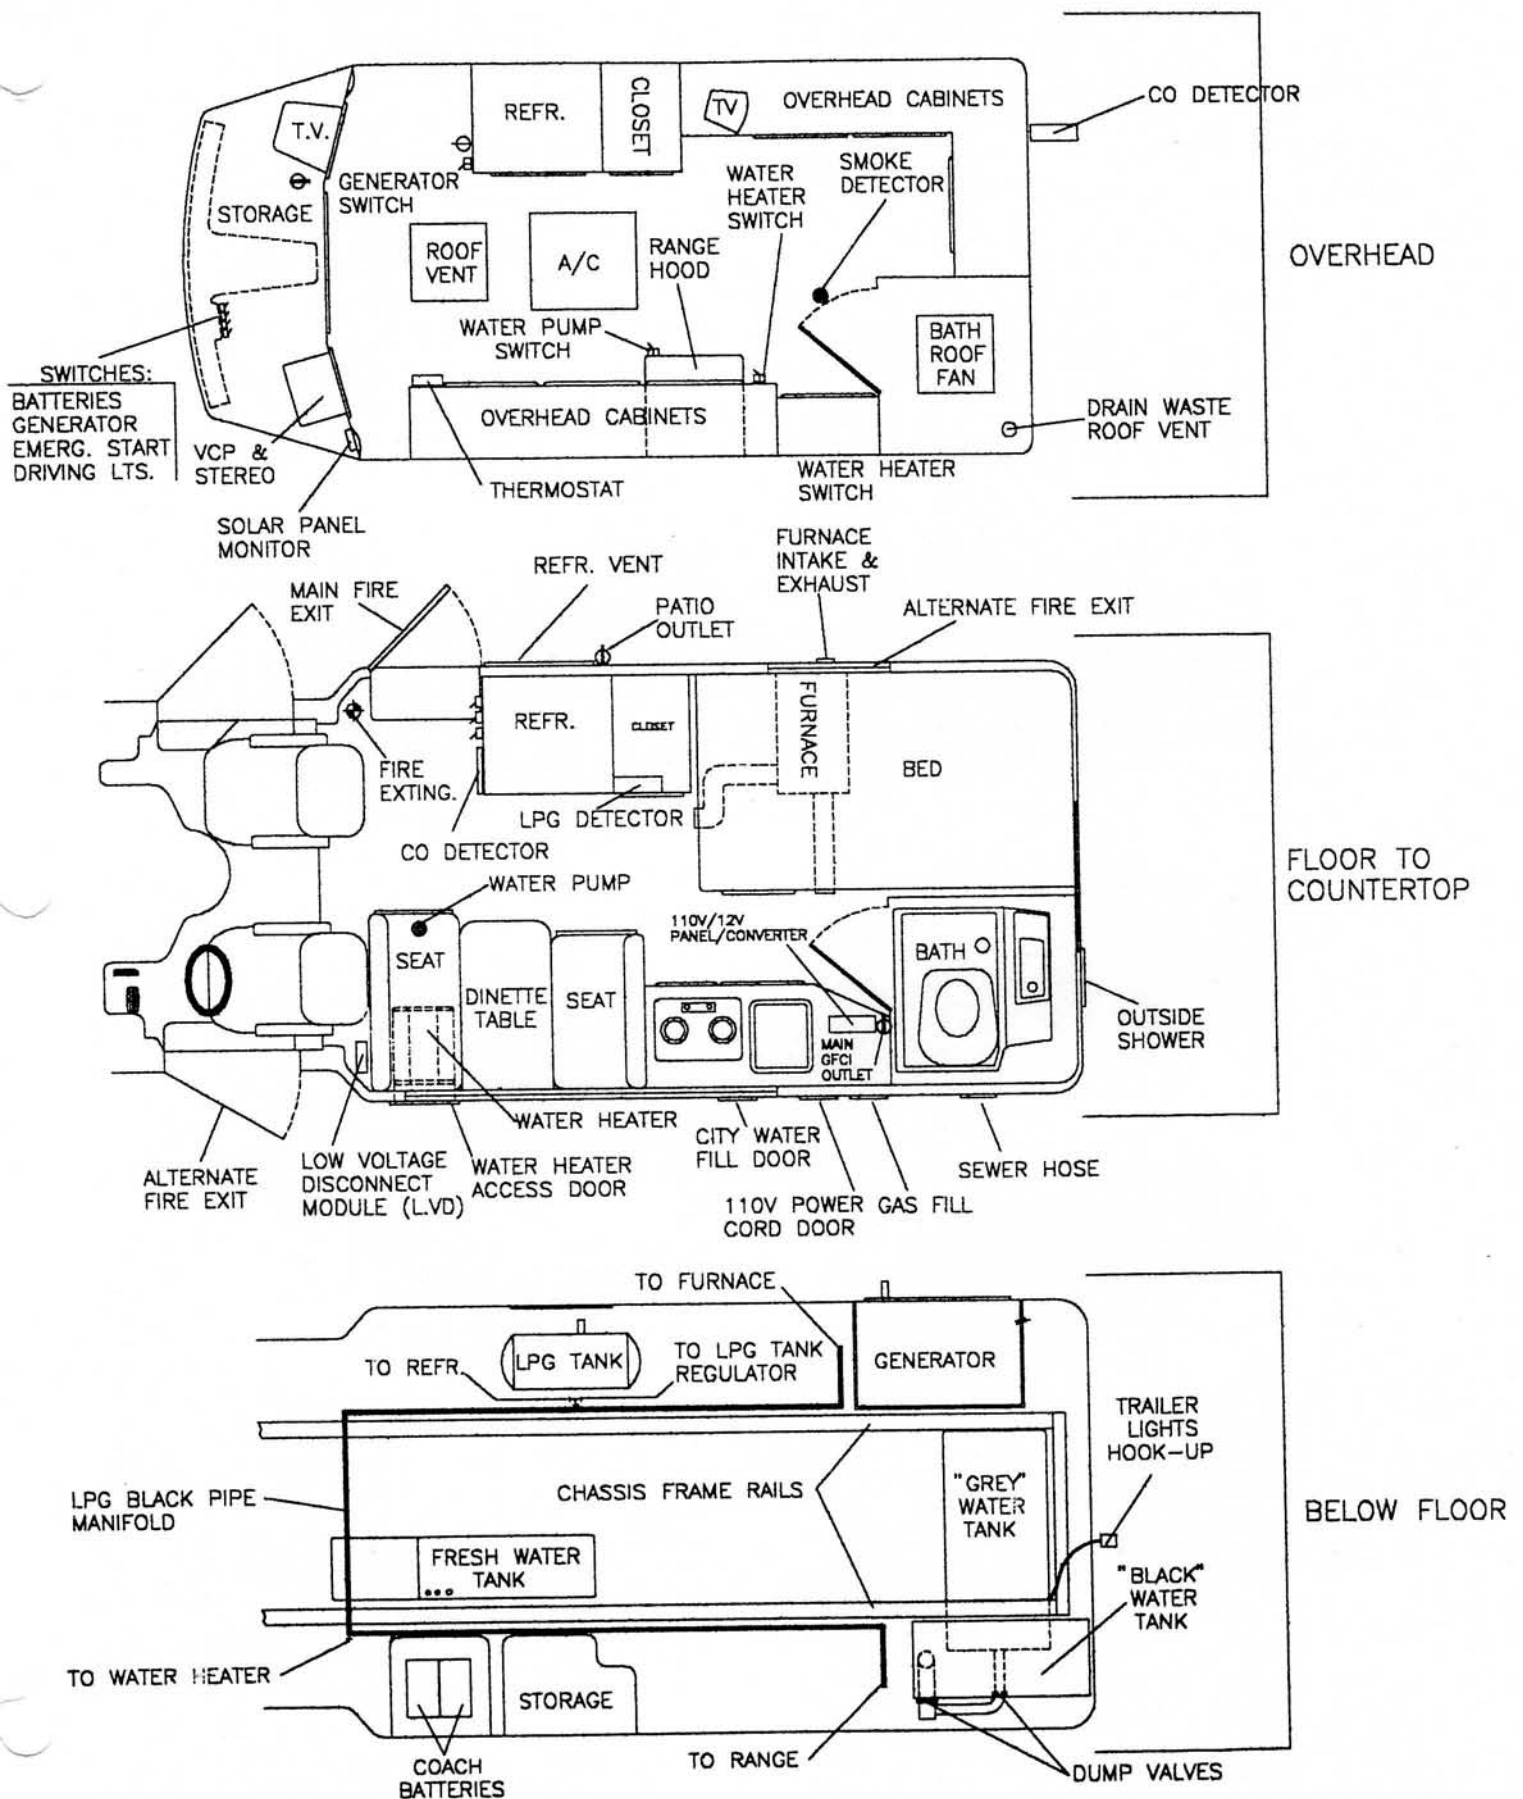 CO DETECTOR
REFR.
CLOSET
TV
OVERHEAD CABINETS
T.V.
GENERATOR
SWITCH
STORAGE
WATER
HEATER
SWITCH
SMOKE
DETECTOR
ROOF
VENT
A/C
RANGE
HOOD
OVERHEAD
WATER PUMP
SWITCH
BATH
ROOF
FAN
SWITCHES:
BATTERIES
GENERATOR
EMERG. START
DRIVING LTS.
VCP &
STEREO
OVERHEAD CABINETS
DRAIN WASTE
ROOF VENT
THERMOSTAT
WATER HEATER
SWITCH
SOLAR PANEL
MONITOR
FURNACE
INTAKE &
EXHAUST
REFR. VENT
MAIN FIRE
EXIT
PATIO
OUTLET
ALTERNATE FIRE EXIT
REFR.
CLOSET
FURNACE
BED
FIRE
EXTING.
LPG DETECTOR
CO DETECTOR
FLOOR TO
COUNTERTOP
WATER PUMP
110V/12V
PANEL/CONVERTER
SEAT
DINETTE
TABLE
SEAT
BATH
MAIN
GFCI
OUTLET
OUTSIDE
SHOWER
WATER HEATER
CITY WATER
FILL DOOR
ALTERNATE
FIRE EXIT
LOW VOLTAGE
DISCONNECT
MODULE (L.VD)
WATER HEATER
ACCESS DOOR
SEWER HOSE
110V POWER
CORD DOOR
GAS FILL
TO FURNACE
TO REFR.
LPG TANK
TO LPG TANK
REGULATOR
GENERATOR
TRAILER
LIGHTS
HOOK-UP
LPG BLACK PIPE
MANIFOLD
CHASSIS FRAME RAILS
"GREY"
WATER
TANK
BELOW FLOOR
FRESH WATER
TANK
"BLACK"
WATER
TANK
TO WATER HEATER
STORAGE
COACH
BATTERIES
TO RANGE
DUMP VALVES